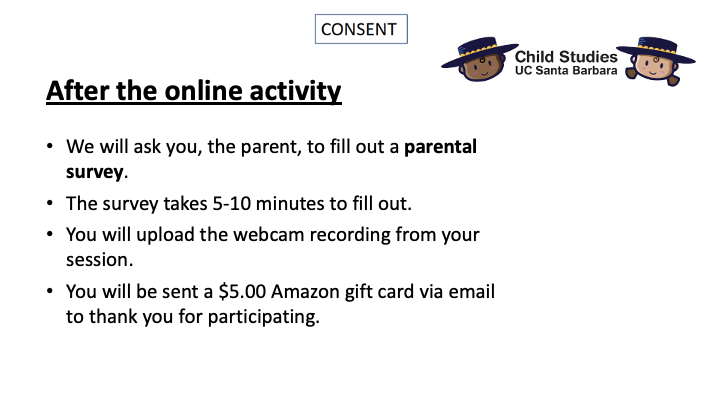 CONSENT
Child Studies
UC Santa Barbara
After the online activity
• We will ask you, the parent, to fill out a parental
survey.
• The survey takes 5-10 minutes to fill out.
• You will upload the webcam recording from your
session.
• You will be sent a $5.00 Amazon gift card via email
to thank you for participating.